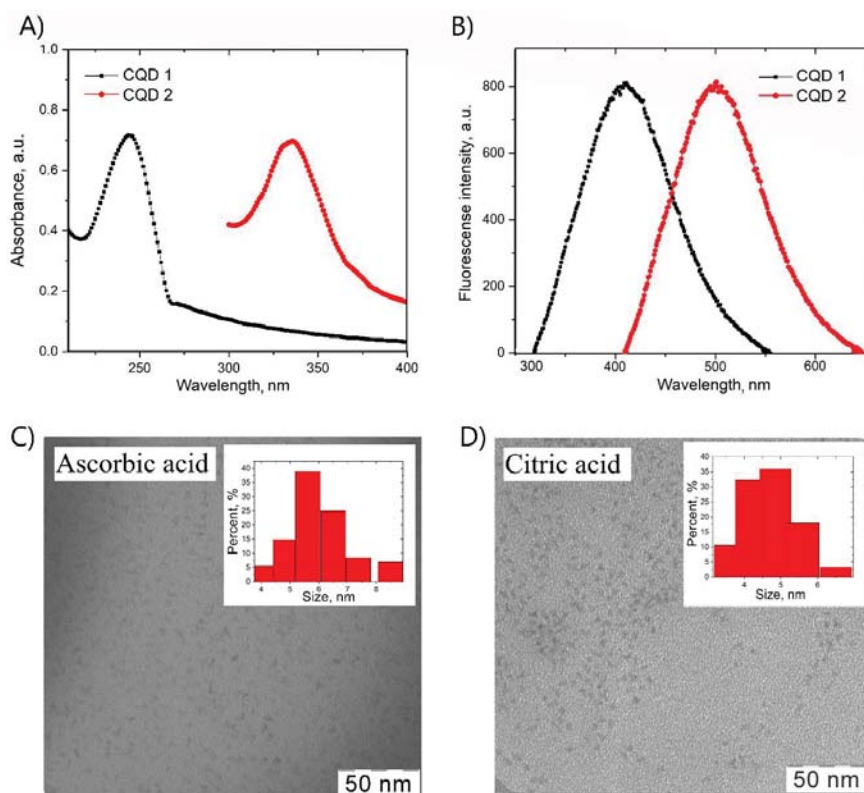 A)
1.0
0.8
0.6
0.4
0.2
0.0
Absorbance, a.u.
CQD 1
CQD 2
250 300 350 400
Wavelength, nm
B)
800
600
400
200
0
Fluorescense intensity, a.u.
CQD 1
CQD 2
300 400 500 600
Wavelength, nm
C)
Ascorbic acid
40
35
30
25
20
15
10
5
0
Percent, %
4 5 6 7 8
Size, nm
50 nm
D)
Citric acid
40
35
30
25
20
15
10
5
0
Percent, %
4 5 6
Size, nm
50 nm